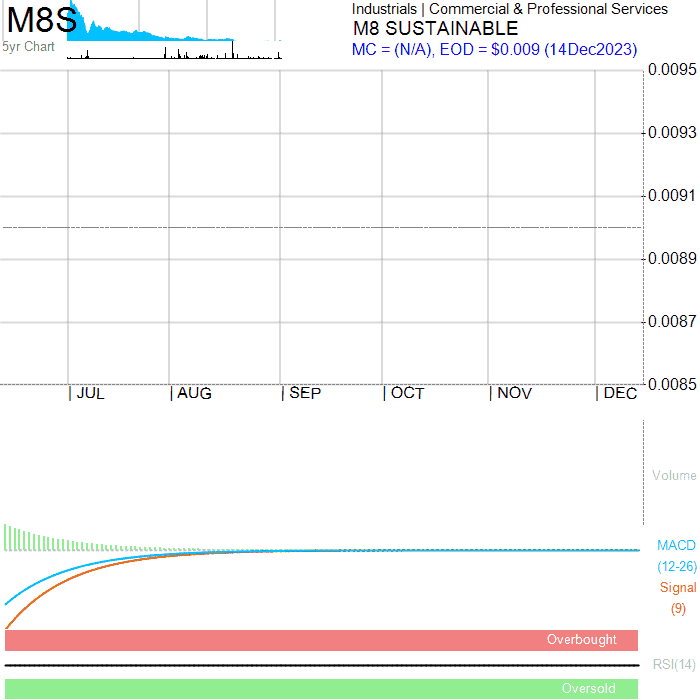 M8S
5yr Chart
Industrials | Commercial & Professional Services
M8 SUSTAINABLE
MC = (N/A), EOD = $0.009 (14Dec2023)
0.0095
0.0093
0.0091
0.0089
0.0087
0.0085
JUL
AUG
SEP
OCT
NOV
DEC
Volume
MACD
(12-26)
Signal
(9)
Overbought
RSI(14)
Oversold